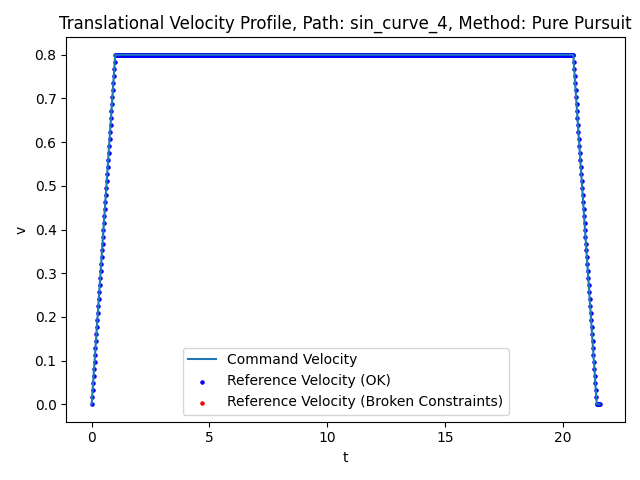 Translational Velocity Profile, Path: sin_curve_4, Method: Pure Pursuit
0.8
0.7
0.6
0.5
0.4
0.3
0.2
0.1
0.0
v
Command Velocity
Reference Velocity (OK)
Reference Velocity (Broken Constraints)
0 5 10 15 20
t